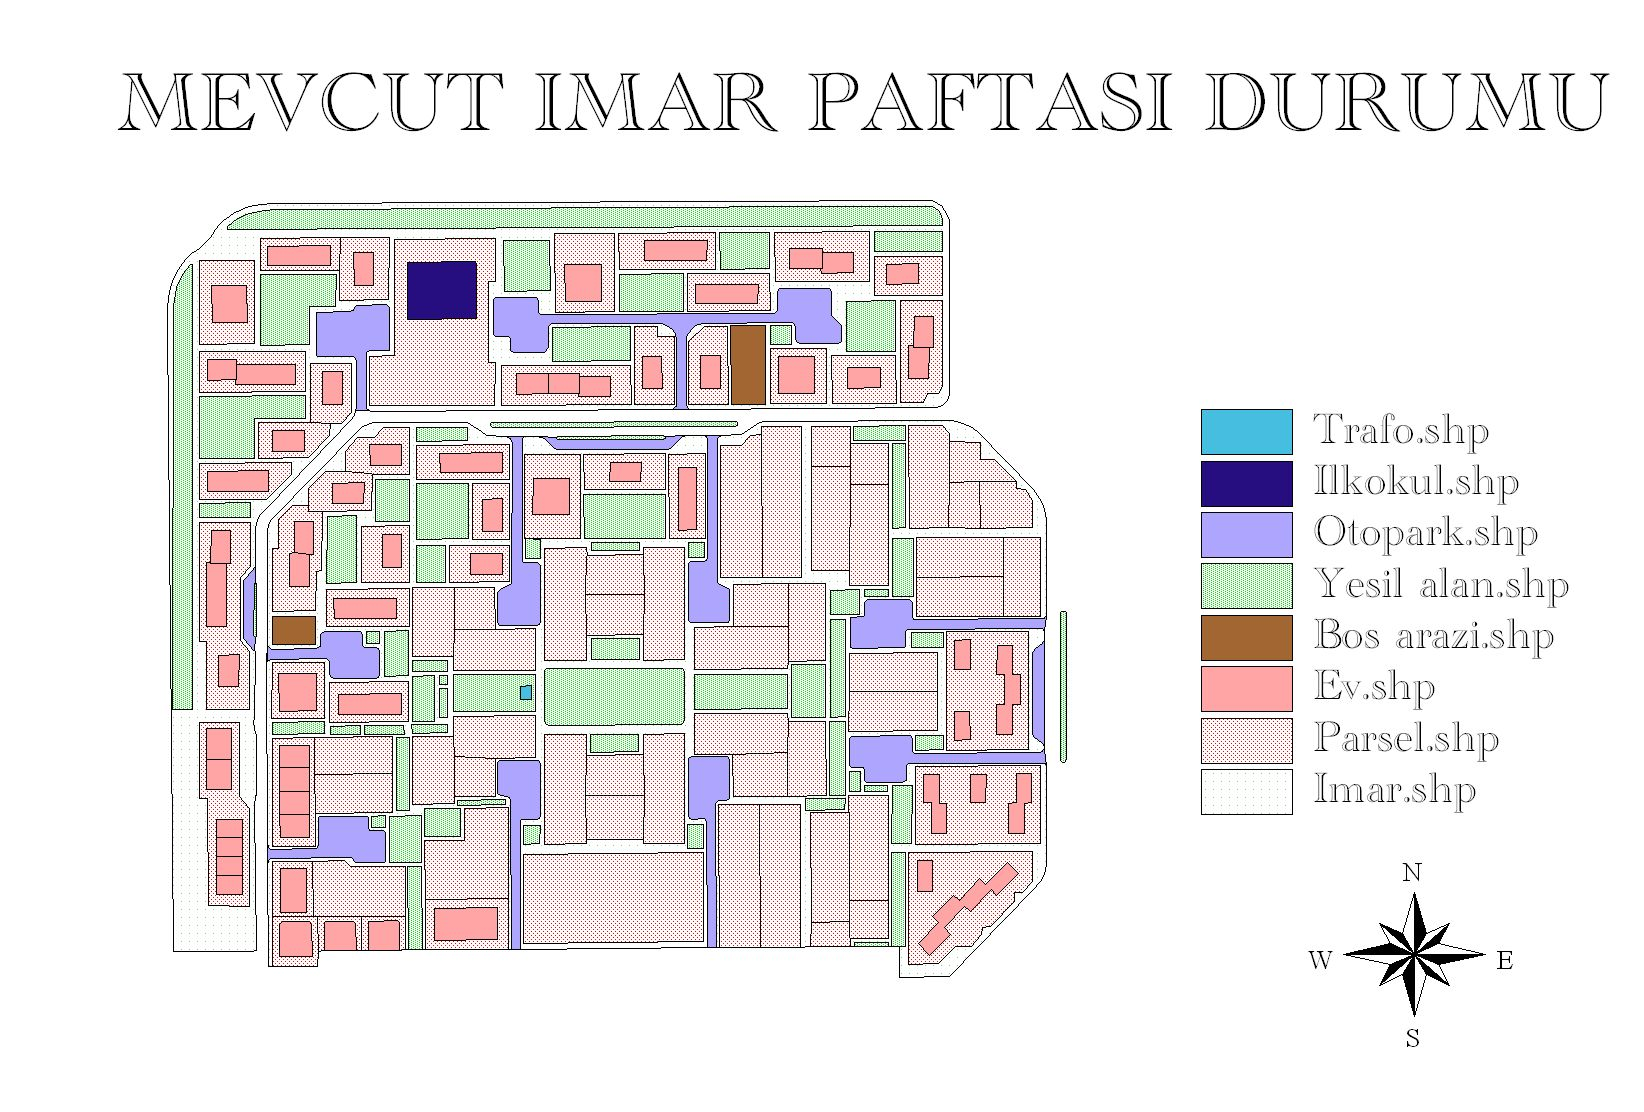 MEVCUT IMAR PAFTASI DURUMU
Trafo.shp
Ilkokul.shp
Otopark.shp
Yesil alan.shp
Bos arazi.shp
Ev.shp
Parsel.shp
Imar.shp
N
W E
S